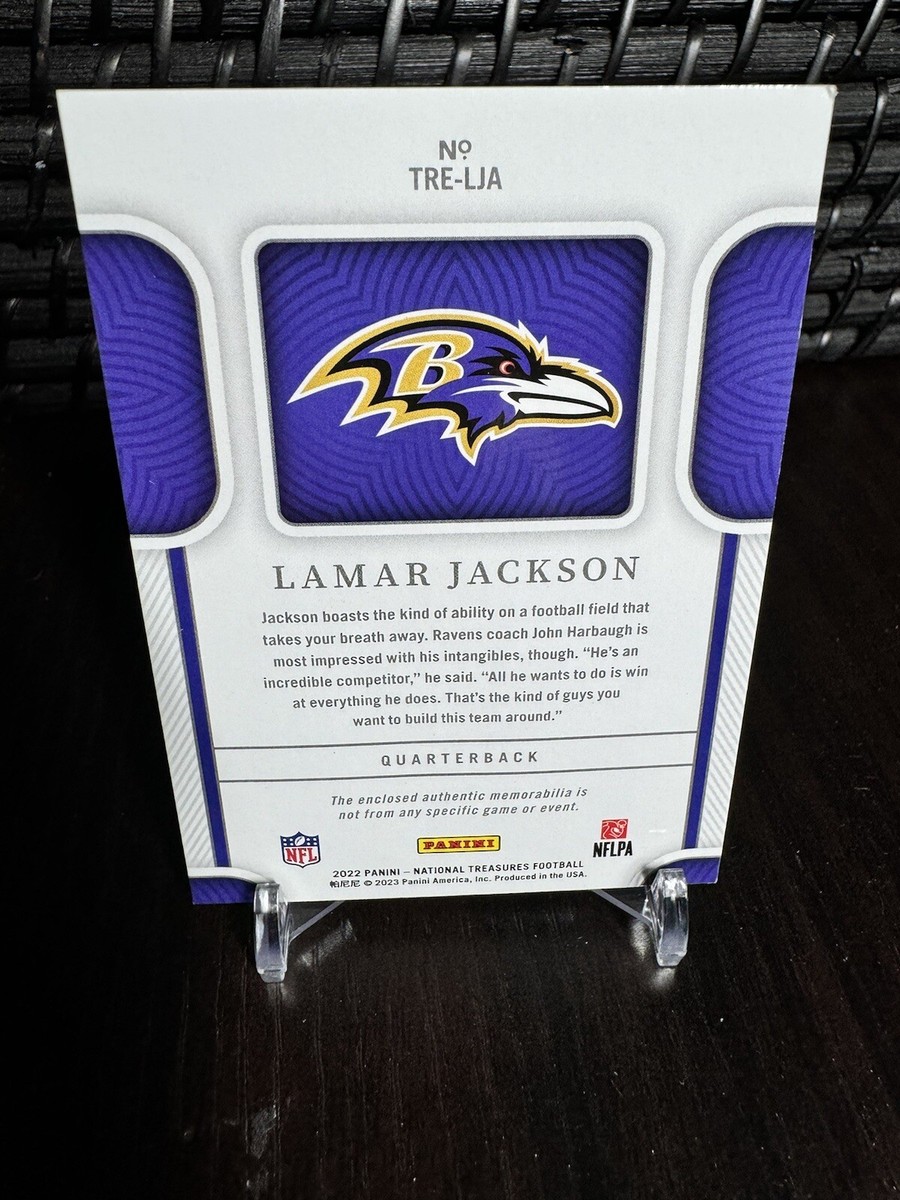 Nº
TRE-LJA
B
LAMAR JACKSON
Jackson boasts the kind of ability on a football field that
takes your breath away. Ravens coach John Harbaugh is
most impressed with his intangibles, though. “He’s an
incredible competitor,” he said. “All he wants to do is win
at everything he does. That’s the kind of guys you
want to build this team around.”
QUARTERBACK
The enclosed authentic memorabilia is
not from any specific game or event.
NFL
PANINI
NFLPA
2022 PANINI – NATIONAL TREASURES FOOTBALL
帕尼尼 © 2023 Panini America, Inc. Produced in the USA.